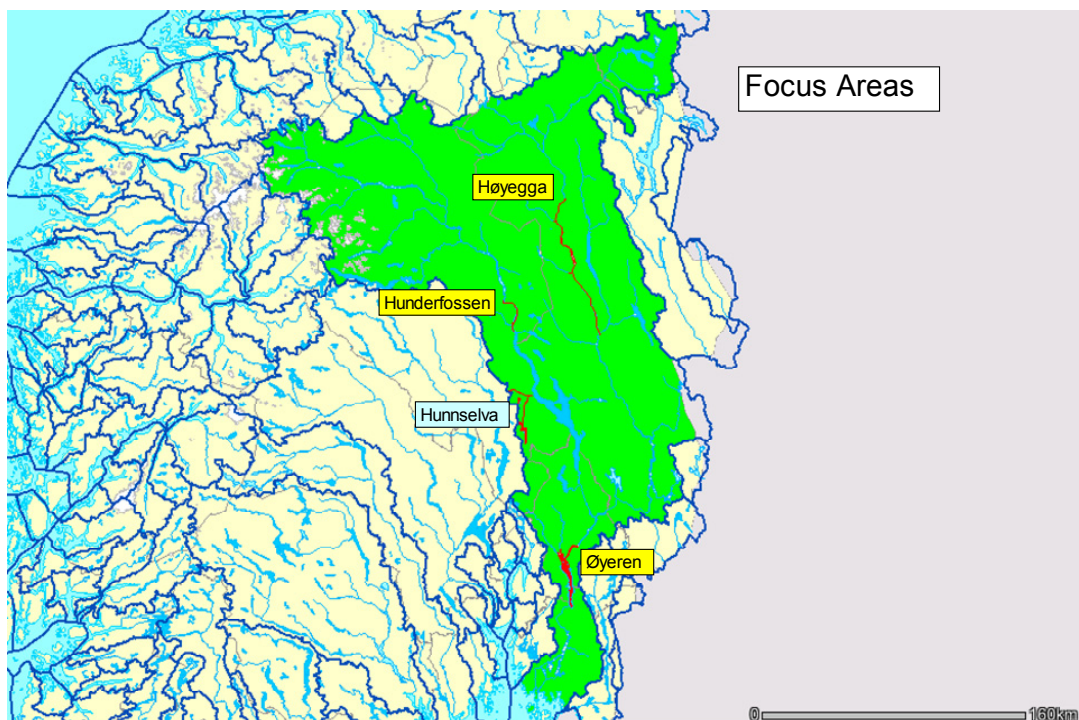 Focus Areas
Høyegga
Hunderfossen
Hunnselva
Øyeren
0 160km